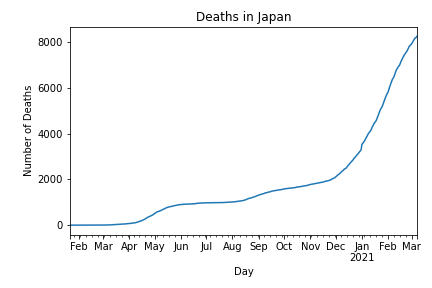 Deaths in Japan
Number of Deaths
8000
6000
4000
2000
0
Feb Mar Apr May Jun Jul Aug Sep Oct Nov Dec Jan Feb Mar
2021
Day